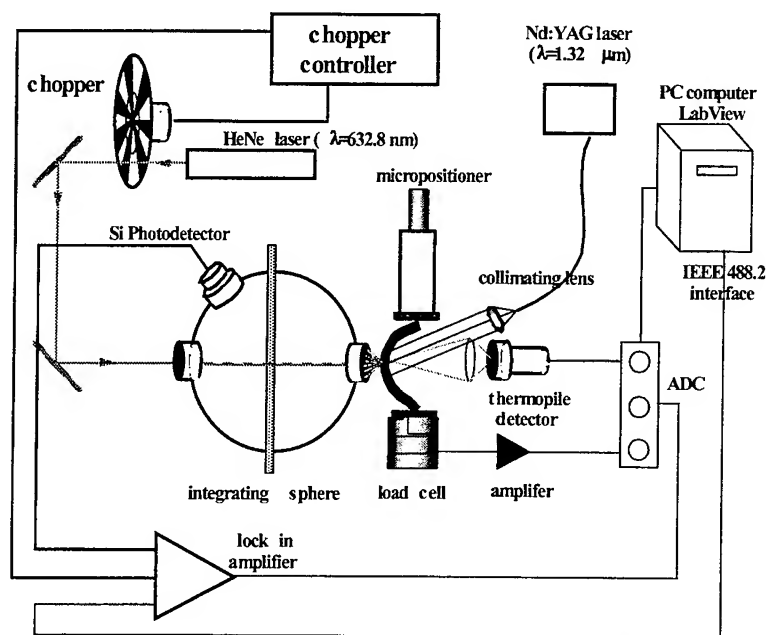 chopper
controller
Nd:YAG laser
(λ=1.32 μm)
chopper
PC computer
LabView
HeNe laser ( λ=632.8 nm)
micropositioner
Si Photodetector
collimating lens
IEEE 488.2
interface
ADC
thermopile
detector
integrating sphere
load cell
amplifer
lock in
amplifier